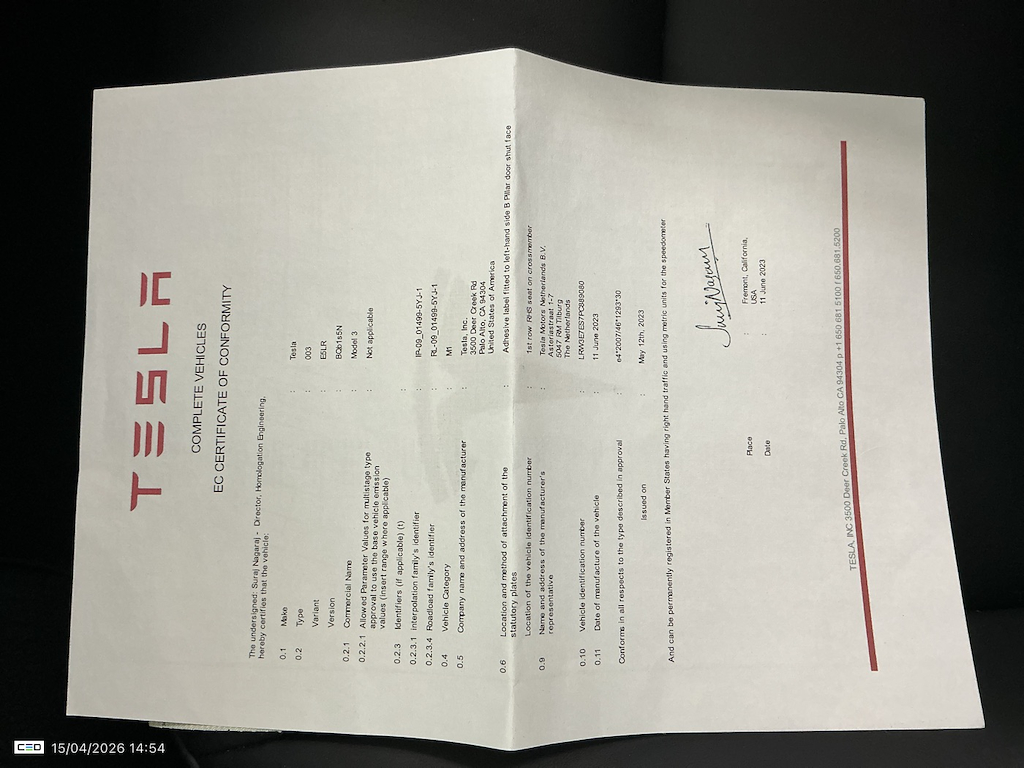 TESLA
COMPLETE VEHICLES
EC CERTIFICATE OF CONFORMITY
The undersigned: Suraj Nagaraj - Director, Homologation Engineering,
hereby certifies that the vehicle:
0.1 Make : Tesla
0.2 Type : 003
Variant : E5LR
Version : BQb1s5N
0.2.1 Commercial Name : Model 3
0.2.2.1 Allowed Parameter Values for multistage type : Not applicable
approval to use the base vehicle emission
values (insert range where applicable)
0.2.3 Identifiers (if applicable) (t) :
0.2.3.1 interpolation family's identifier : IP-09_01499-5YJ-1
0.2.3.4 Roadload family's identifier : RL-09_01499-5YJ-1
0.4 Vehicle Category : M1
0.5 Company name and address of the manufacturer : Tesla, Inc.
3500 Deer Creek Rd
Palo Alto, CA 94304
United States of America
0.6 Location and method of attachment of the : Adhesive label fitted to left-hand side B Pillar door shut face
statutory plates
Location of the vehicle identification number : 1st row RHS seat on crossmember
0.9 Name and address of the manufacturer's : Tesla Motors Netherlands B.V.
representative Asteriastraat 1-7
5047 RM Tilburg
The Netherlands
0.10 Vehicle identification number : LRW3E7ES7PC889080
0.11 Date of manufacture of the vehicle : 11 June 2023
Conforms in all respects to the type described in approval : e4*2007/46*1293*30
issued on : May 12th, 2023
And can be permanently registered in Member States having right hand traffic and using metric units for the speedometer
Place : Fremont, California,
USA
Date : 11 June 2023
TESLA, INC 3500 Deer Creek Rd, Palo Alto CA 94304 p +1 650 681 5100 f 650.681.5200
CEO 15/04/2026 14:54